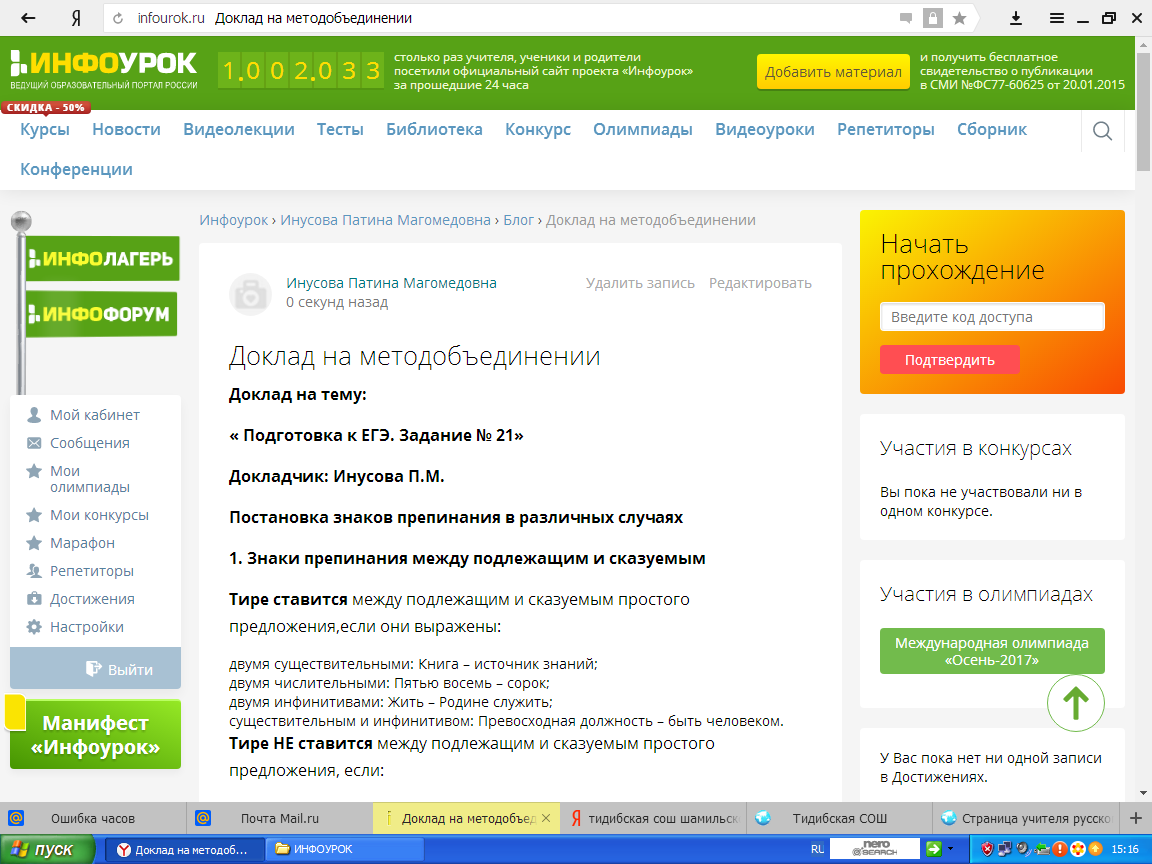 infourok.ru Доклад на методобъединении
ИНФОУРОК
ВЕДУЩИЙ ОБРАЗОВАТЕЛЬНЫЙ ПОРТАЛ РОССИИ
1.002.033
столько раз учителя, ученики и родители
посетили официальный сайт проекта «Инфоурок»
за прошедшие 24 часа
Добавить материал
и получить бесплатное
свидетельство о публикации
в СМИ №ФС77-60625 от 20.01.2015
СКИДКА - 50%
Курсы Новости Видеолекции Тесты Библиотека Конкурс Олимпиады Видеоуроки Репетиторы Сборник
Конференции
ИНФОЛАГЕРЬ
ИНФОФОРУМ
Мой кабинет
Сообщения
Мои
олимпиады
Мои конкурсы
Марафон
Репетиторы
Достижения
Настройки
Выйти
Манифест
«Инфоурок»
Инфоурок › Инусова Патина Магомедовна › Блог › Доклад на методобъединении
Инусова Патина Магомедовна
0 секунд назад
Удалить запись Редактировать
Доклад на методобъединении
Доклад на тему:
« Подготовка к ЕГЭ. Задание № 21»
Докладчик: Инусова П.М.
Постановка знаков препинания в различных случаях
1. Знаки препинания между подлежащим и сказуемым
Тире ставится между подлежащим и сказуемым простого
предложения,если они выражены:
двумя существительными: Книга – источник знаний;
двумя числительными: Пятью восемь – сорок;
двумя инфинитивами: Жить – Родине служить;
существительным и инфинитивом: Превосходная должность – быть человеком.
Тире НЕ ставится между подлежащим и сказуемым простого
предложения, если:
Начать
прохождение
Введите код доступа
Подтвердить
Участия в конкурсах
Вы пока не участвовали ни в
одном конкурсе.
Участия в олимпиадах
Международная олимпиада
«Осень-2017»
У Вас пока нет ни одной записи
в Достижениях.
Ошибка часов
Почта Mail.ru
Доклад на методобъед
тидибская сош шамильск
Тидибская СОШ
Страница учителя русско
пуск
Доклад на методоб...
ИНФОУРОК
RL
nero
SEARCH
15:16